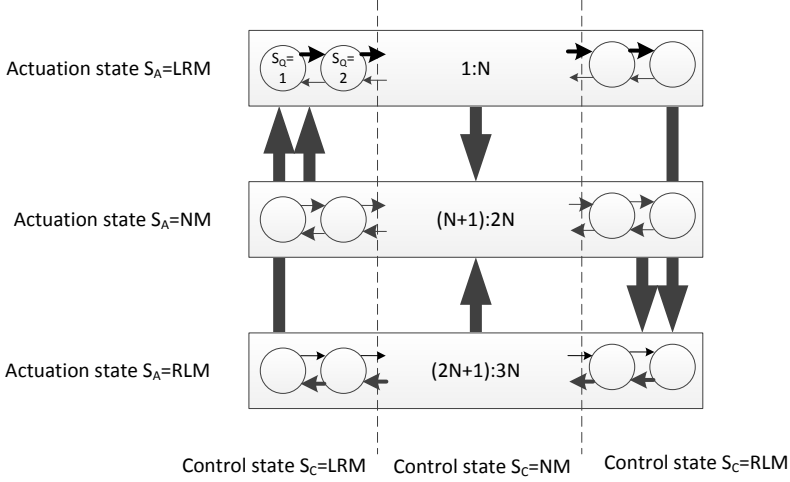 Actuation state S_A=LRM
S_Q=
1
S_Q=
2
1:N
Actuation state S_A=NM
(N+1):2N
Actuation state S_A=RLM
(2N+1):3N
Control state S_C=LRM
Control state S_C=NM
Control state S_C=RLM